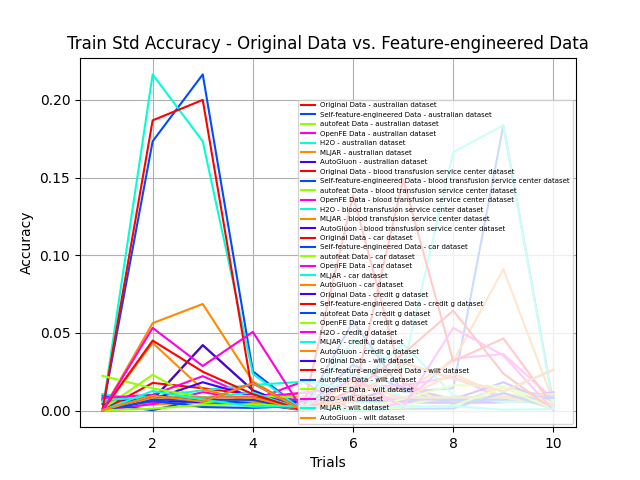 Train Std Accuracy - Original Data vs. Feature-engineered Data
0.20
0.15
0.10
0.05
0.00
Accuracy
2
4
6
8
10
Trials
Original Data - australian dataset
Self-feature-engineered Data - australian dataset
autofeat Data - australian dataset
OpenFE Data - australian dataset
H2O - australian dataset
MLJAR - australian dataset
AutoGluon - australian dataset
Original Data - blood transfusion service center dataset
Self-feature-engineered Data - blood transfusion service center dataset
autofeat Data - blood transfusion service center dataset
OpenFE Data - blood transfusion service center dataset
H2O - blood transfusion service center dataset
MLJAR - blood transfusion service center dataset
AutoGluon - blood transfusion service center dataset
Original Data - car dataset
Self-feature-engineered Data - car dataset
autofeat Data - car dataset
OpenFE Data - car dataset
MLJAR - car dataset
AutoGluon - car dataset
Original Data - credit g dataset
Self-feature-engineered Data - credit g dataset
autofeat Data - credit g dataset
OpenFE Data - credit g dataset
H2O - credit g dataset
MLJAR - credit g dataset
AutoGluon - credit g dataset
Original Data - wilt dataset
Self-feature-engineered Data - wilt dataset
autofeat Data - wilt dataset
OpenFE Data - wilt dataset
H2O - wilt dataset
MLJAR - wilt dataset
AutoGluon - wilt dataset